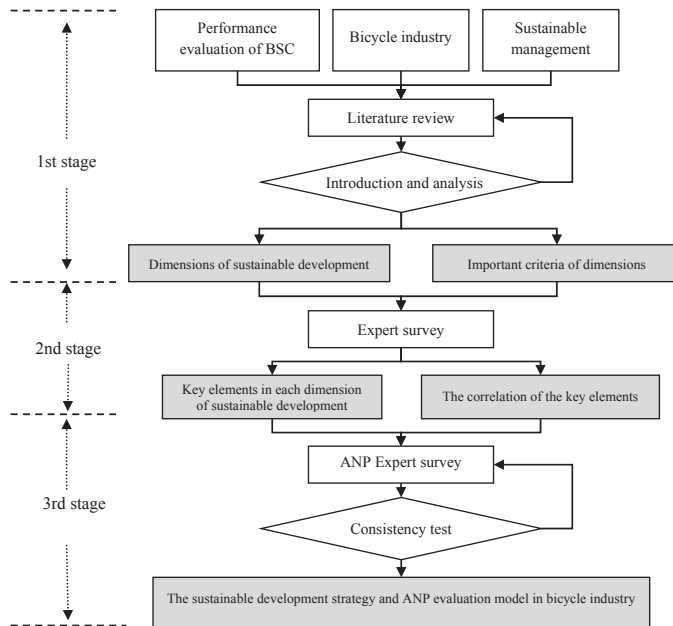 Performance
evaluation of BSC
Bicycle industry
Sustainable
management
Literature review
1st stage
Introduction and analysis
Dimensions of sustainable development
Important criteria of dimensions
Expert survey
2nd stage
Key elements in each dimension
of sustainable development
The correlation of the key elements
ANP Expert survey
3rd stage
Consistency test
The sustainable development strategy and ANP evaluation model in bicycle industry